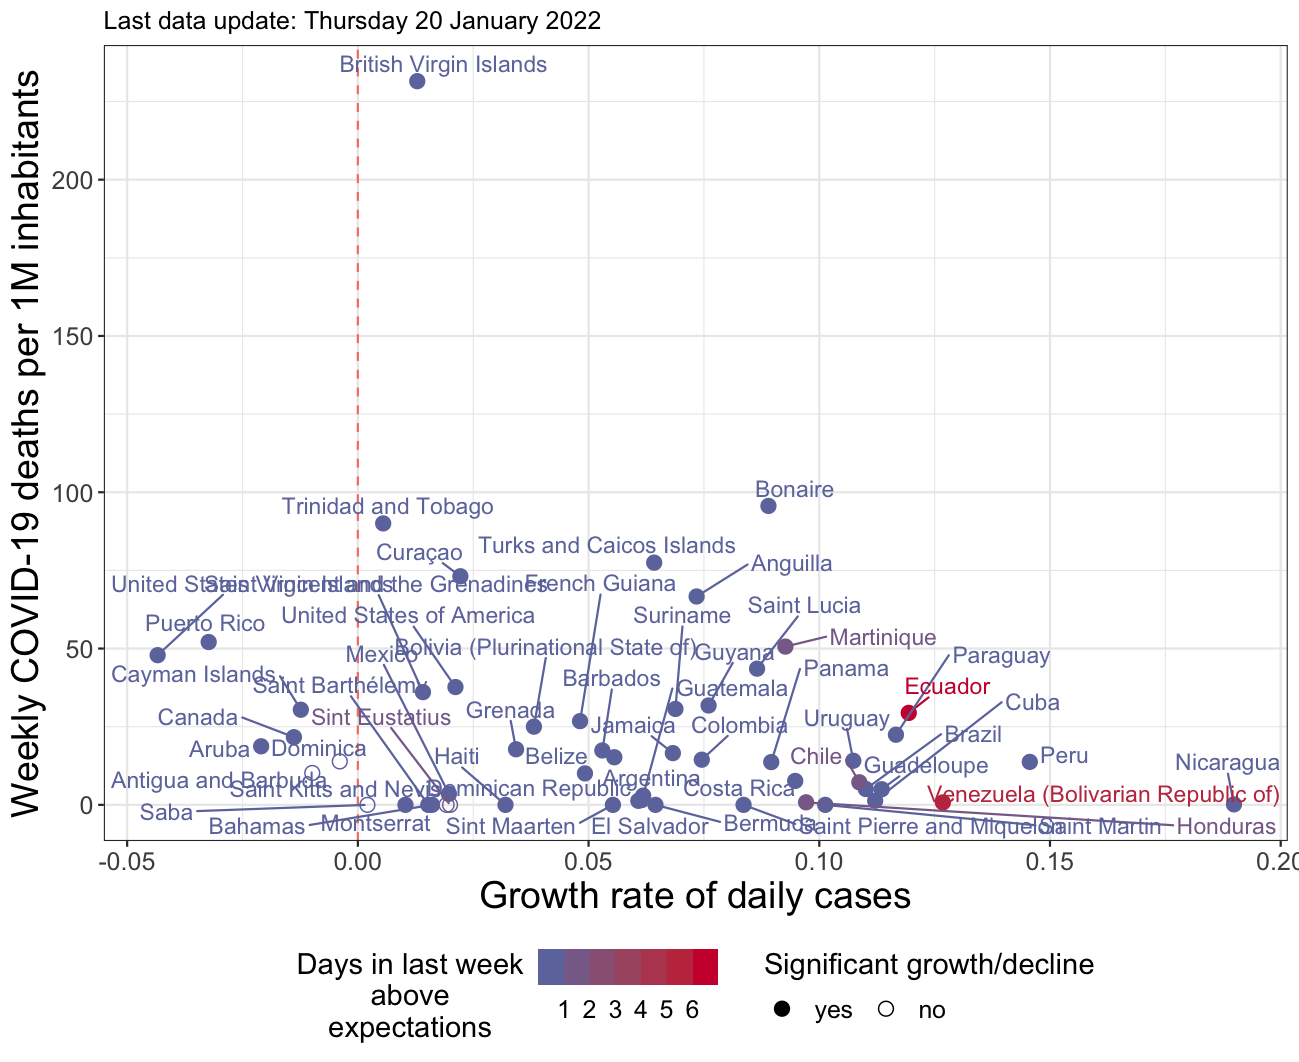 Last data update: Thursday 20 January 2022
Weekly COVID-19 deaths per 1M inhabitants
200
150
100
50
0
British Virgin Islands
Bonaire
Trinidad and Tobago
Curaçao
Turks and Caicos Islands
Anguilla
United States Virgin Islands
Saint Vincent and the Grenadines
French Guiana
Saint Lucia
Puerto Rico
United States of America
Suriname
Martinique
Mexico
Bolivia (Plurinational State of)
Guyana
Paraguay
Cayman Islands
Saint Barthélemy
Barbados
Guatemala
Panama
Ecuador
Canada
Sint Eustatius
Grenada
Jamaica
Colombia
Uruguay
Cuba
Aruba
Dominica
Haiti
Belize
Chile
Brazil
Peru
Nicaragua
Antigua and Barbuda
Saint Kitts and Nevis
Dominican Republic
Argentina
Costa Rica
Guadeloupe
Venezuela (Bolivarian Republic of)
Saba
Bahamas
Montserrat
Sint Maarten
El Salvador
Bermuda
Saint Pierre and Miquelon
Saint Martin
Honduras
-0.05
0.00
0.05
0.10
0.15
0.20
Growth rate of daily cases
Days in last week
above
expectations
1 2 3 4 5 6
Significant growth/decline
yes
no